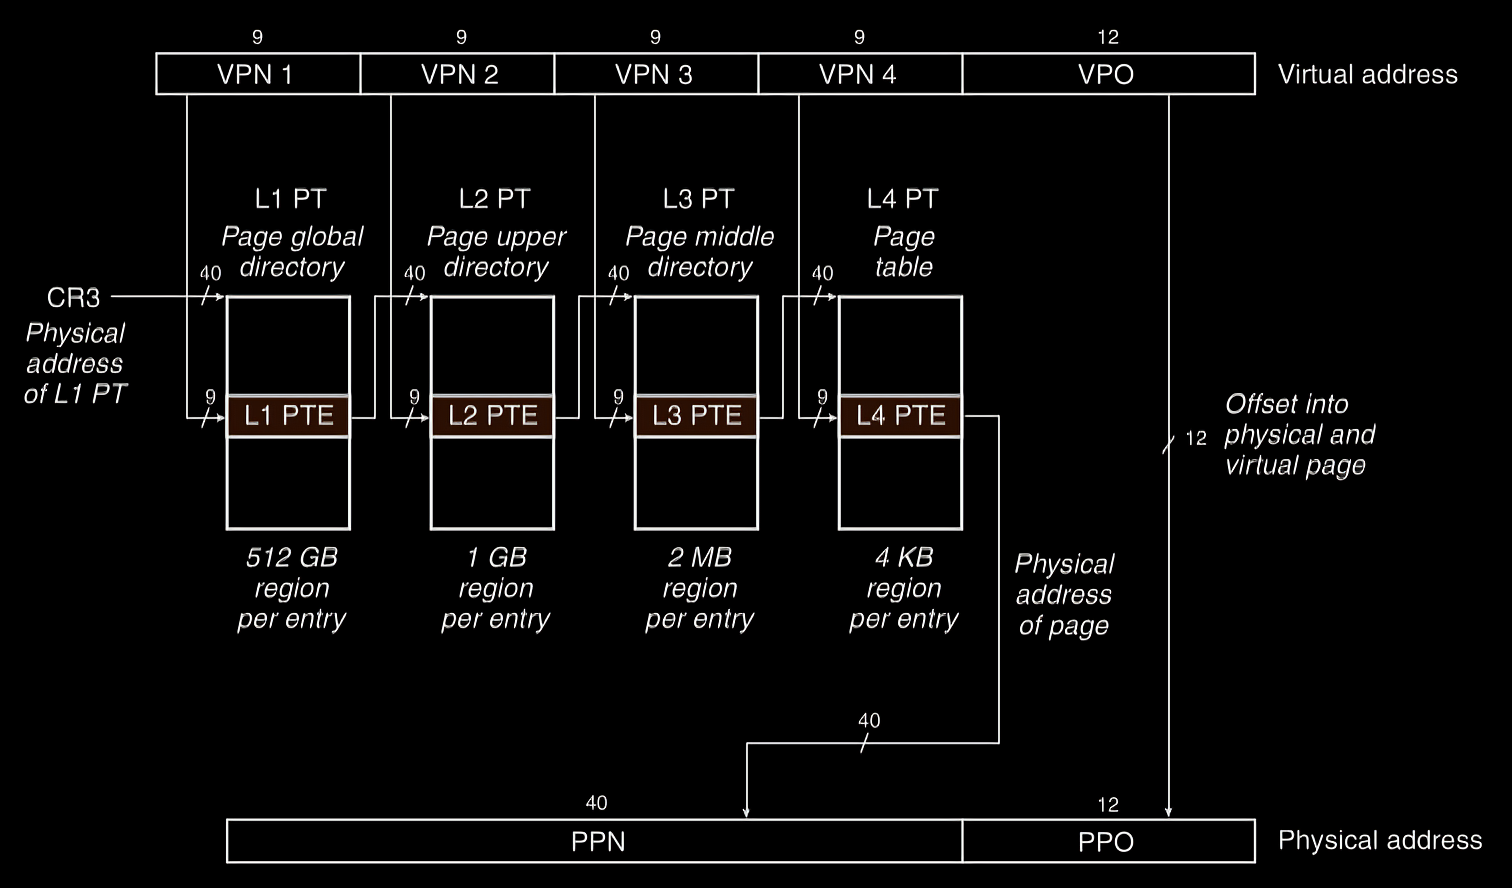 9 9 9 9 12
VPN 1 VPN 2 VPN 3 VPN 4 VPO Virtual address
L1 PT L2 PT L3 PT L4 PT
Page global Page upper Page middle Page
directory directory directory table
40 40 40 40
CR3
Physical
address
of L1 PT
9 9 9 9
L1 PTE L2 PTE L3 PTE L4 PTE
Offset into
12 physical and
virtual page
512 GB 1 GB 2 MB 4 KB
region region region region
per entry per entry per entry per entry
Physical
address
of page
40
40 12
PPN PPO Physical address